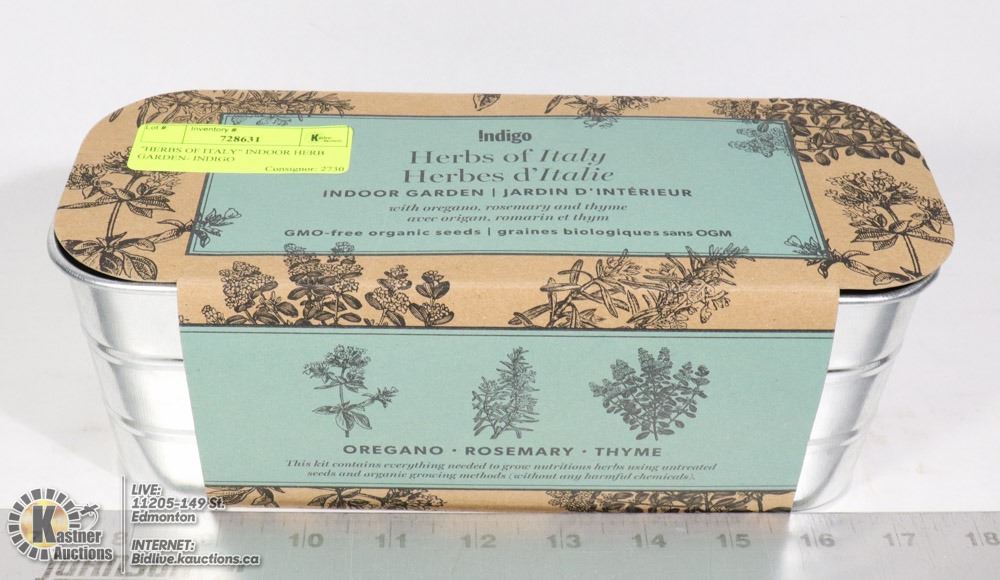 Lot # Inventory #
728631
"HERBS OF ITALY" INDOOR HERB
GARDEN- INDIGO
Consignor: 2730
!ndigo
Herbs of Italy
Herbes d'Italie
INDOOR GARDEN | JARDIN D'INTÉRIEUR
with oregano, rosemary and thyme
avec origan, romarin et thym
GMO-free organic seeds | graines biologiques sans OGM
OREGANO · ROSEMARY · THYME
This kit contains everything needed to grow nutritious herbs using untreated
seeds and organic growing methods (without any harmful chemicals).
Kastner
Auctions
LIVE:
11205-149 St.
Edmonton
INTERNET:
Bidlive.kauctions.ca
10 11 12 13 14 15 16 17 18